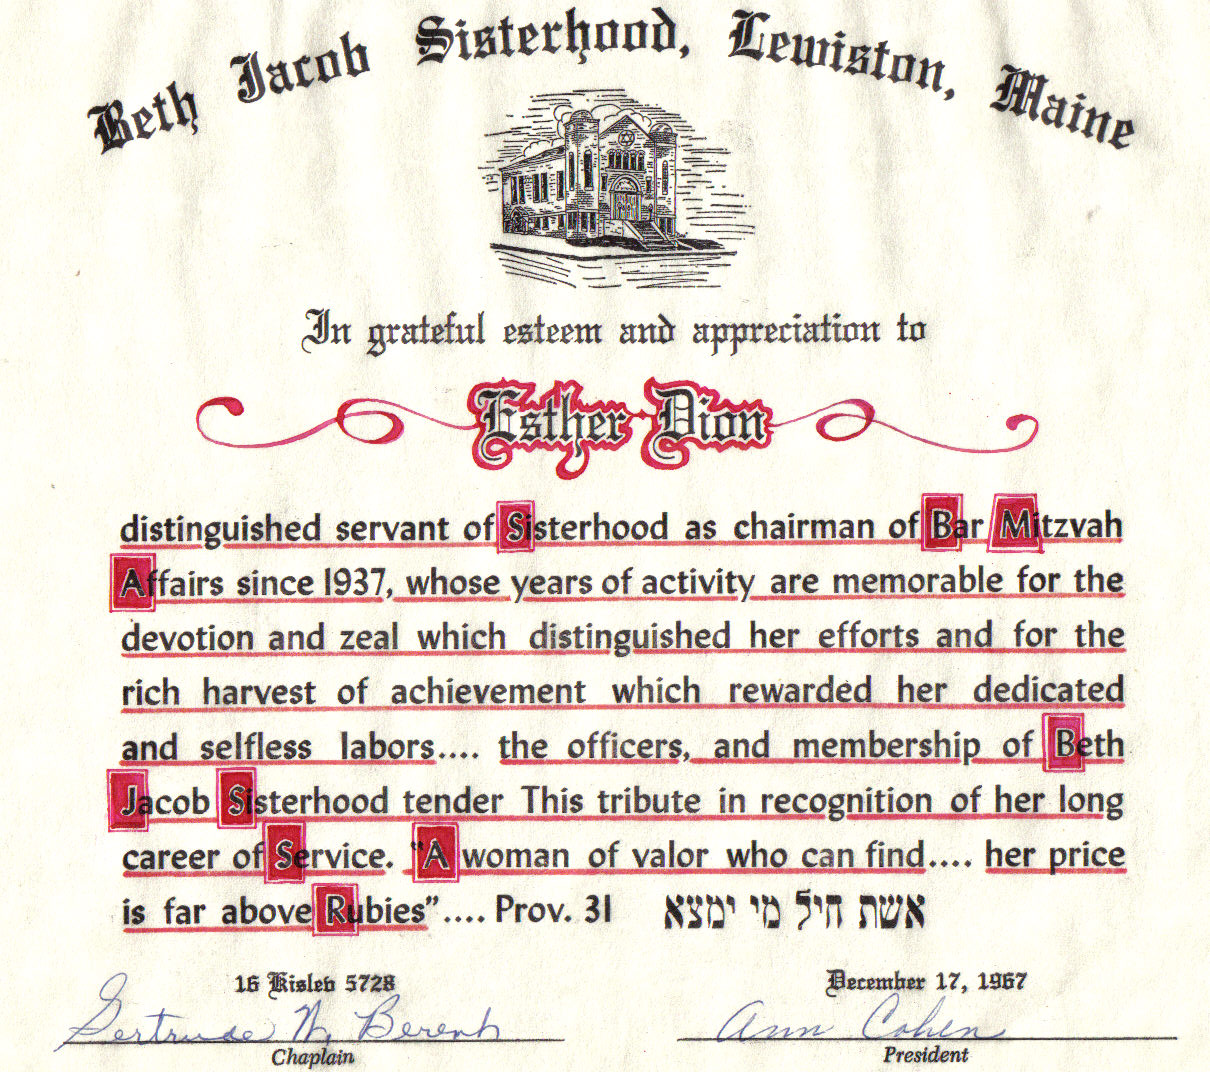 Beth Jacob Sisterhood, Lewiston, Maine
In grateful esteem and appreciation to
Esther Dion
distinguished servant of Sisterhood as chairman of Bar Mitzvah
Affairs since 1937, whose years of activity are memorable for the
devotion and zeal which distinguished her efforts and for the
rich harvest of achievement which rewarded her dedicated
and selfless labors.... the officers, and membership of Beth
Jacob Sisterhood tender This tribute in recognition of her long
career of Service. "A woman of valor who can find.... her price
is far above Rubies".... Prov. 31 אשת חיל מי ימצא
16 Kislev 5728 December 17, 1967
Gertrude W. Berent Ann Cohen
Chaplain President